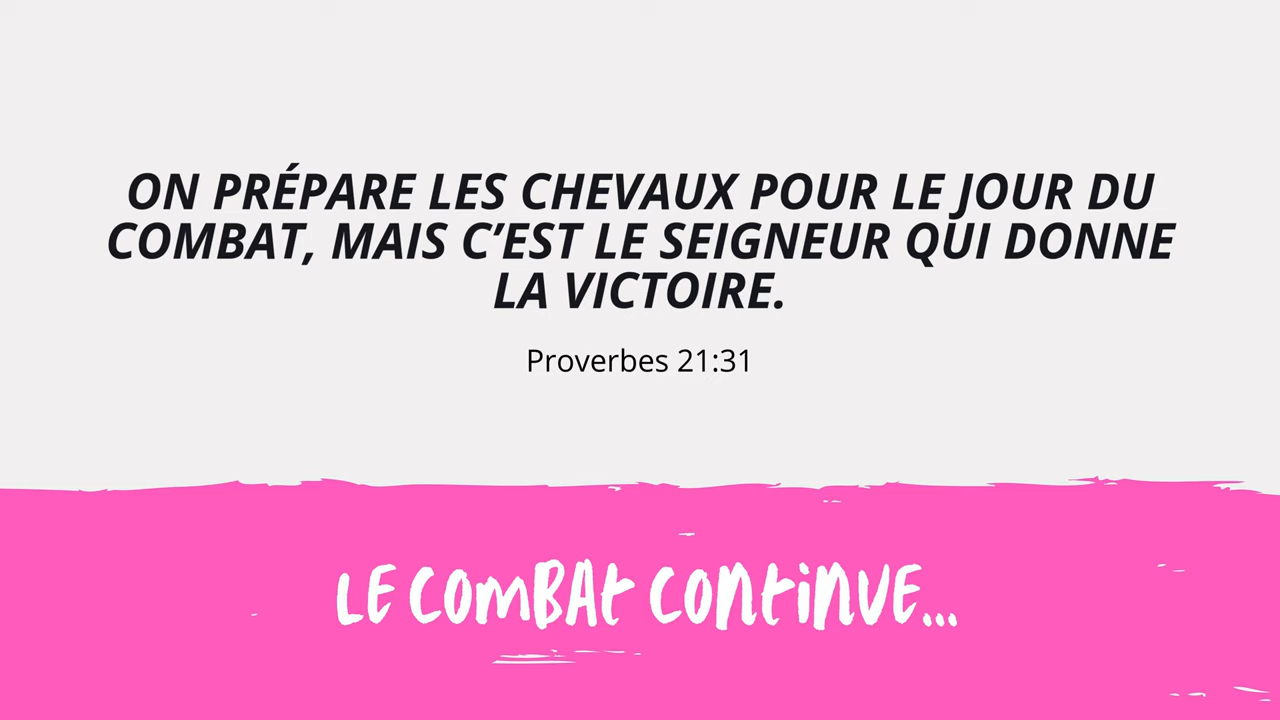 ON PRÉPARE LES CHEVAUX POUR LE JOUR DU
COMBAT, MAIS C’EST LE SEIGNEUR QUI DONNE
LA VICTOIRE.
Proverbes 21:31
LE COMBAT CONTINUE...